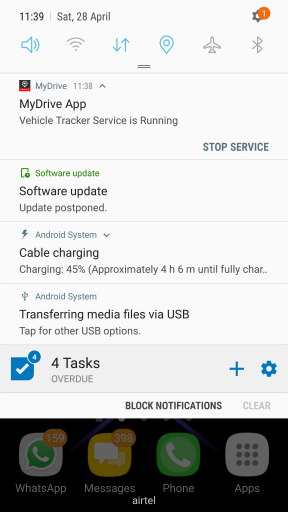 11:39 Sat, 28 April 1
MyDrive 11:38
MyDrive App
Vehicle Tracker Service is Running
STOP SERVICE
Software update
Software update
Update postponed.
Android System
Cable charging
Charging: 45% (Approximately 4 h 6 m until fully char..
Android System
Transferring media files via USB
Tap for other USB options.
4
4 Tasks
OVERDUE
BLOCK NOTIFICATIONS CLEAR
159 398
WhatsApp Messages Phone Apps
airtel